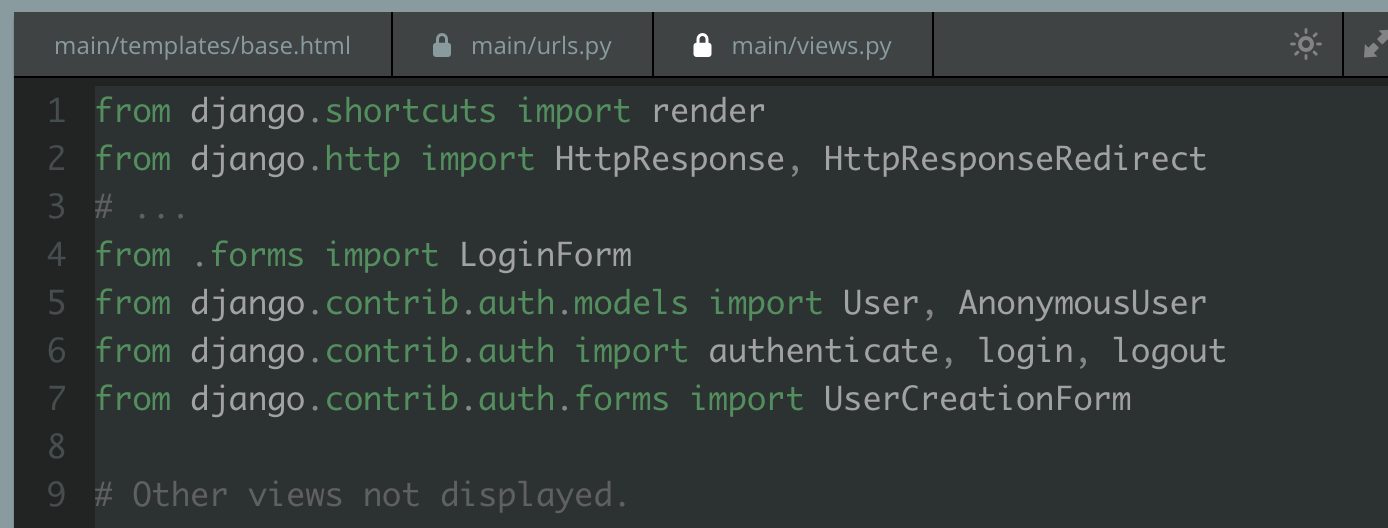 main/templates/base.html main/urls.py main/views.py
1 from django.shortcuts import render
2 from django.http import HttpResponse, HttpResponseRedirect
3 # ...
4 from .forms import LoginForm
5 from django.contrib.auth.models import User, AnonymousUser
6 from django.contrib.auth import authenticate, login, logout
7 from django.contrib.auth.forms import UserCreationForm
8
9 # Other views not displayed.